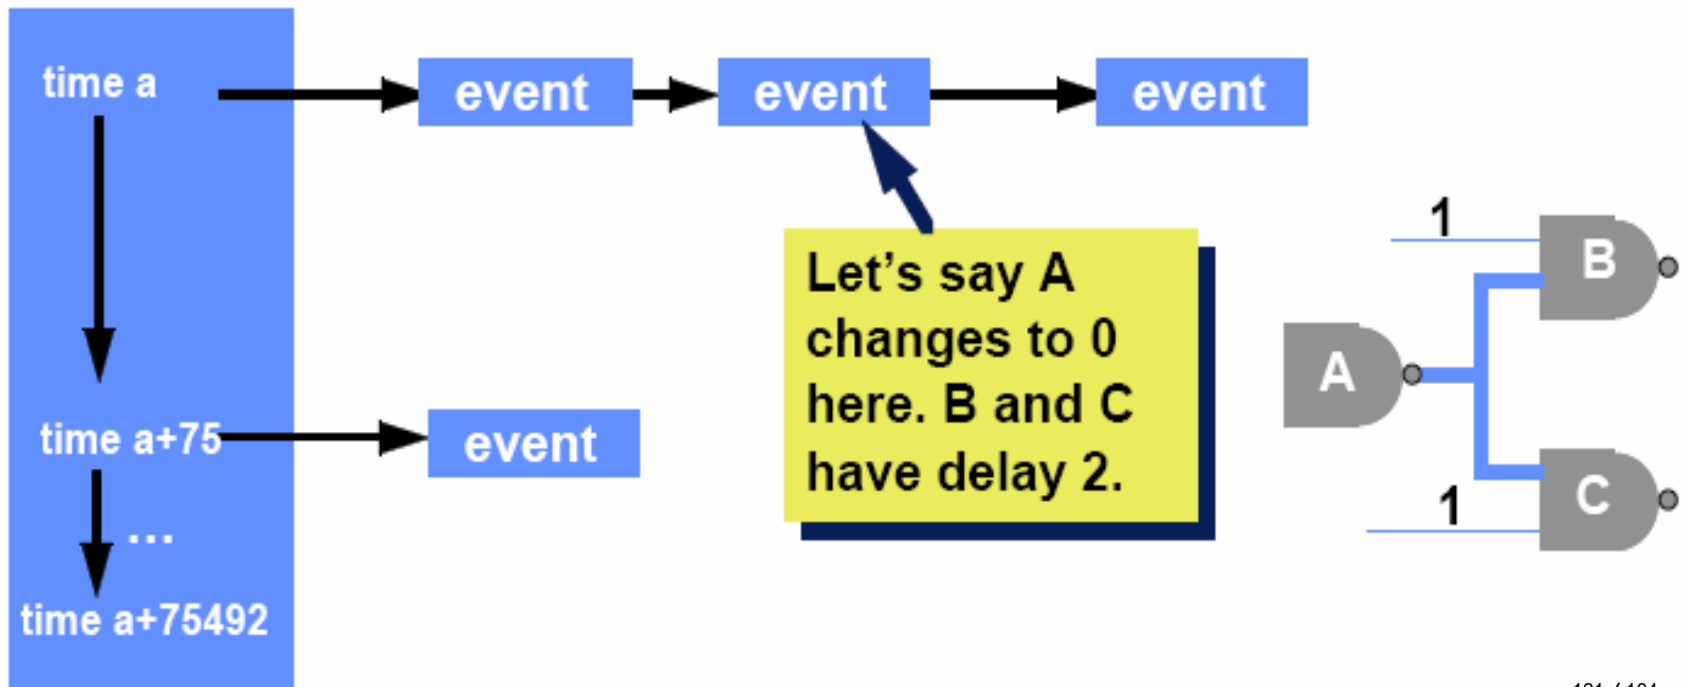 time a
event
event
event
Let's say A
changes to 0
here. B and C
have delay 2.
1
B
A
1
C
time a+75
event
...
time a+75492